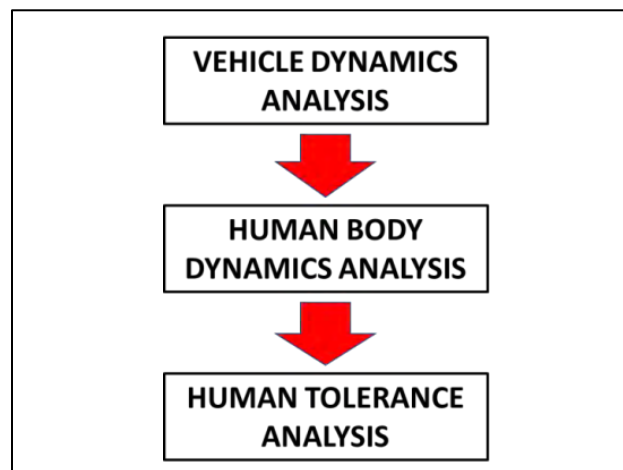 VEHICLE DYNAMICS
ANALYSIS
HUMAN BODY
DYNAMICS ANALYSIS
HUMAN TOLERANCE
ANALYSIS